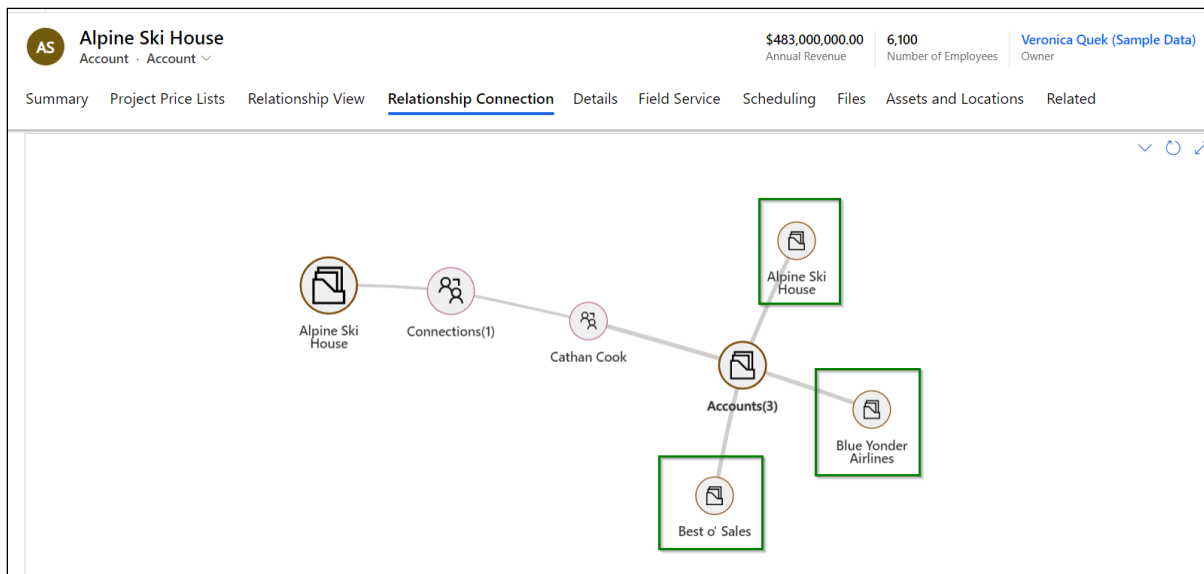 AS
Alpine Ski House
Account · Account
$483,000,000.00
Annual Revenue
6,100
Number of Employees
Veronica Quek (Sample Data)
Owner
Summary Project Price Lists Relationship View Relationship Connection Details Field Service Scheduling Files Assets and Locations Related
Alpine Ski
House
Connections(1)
Cathan Cook
Accounts(3)
Alpine Ski
House
Blue Yonder
Airlines
Best o' Sales